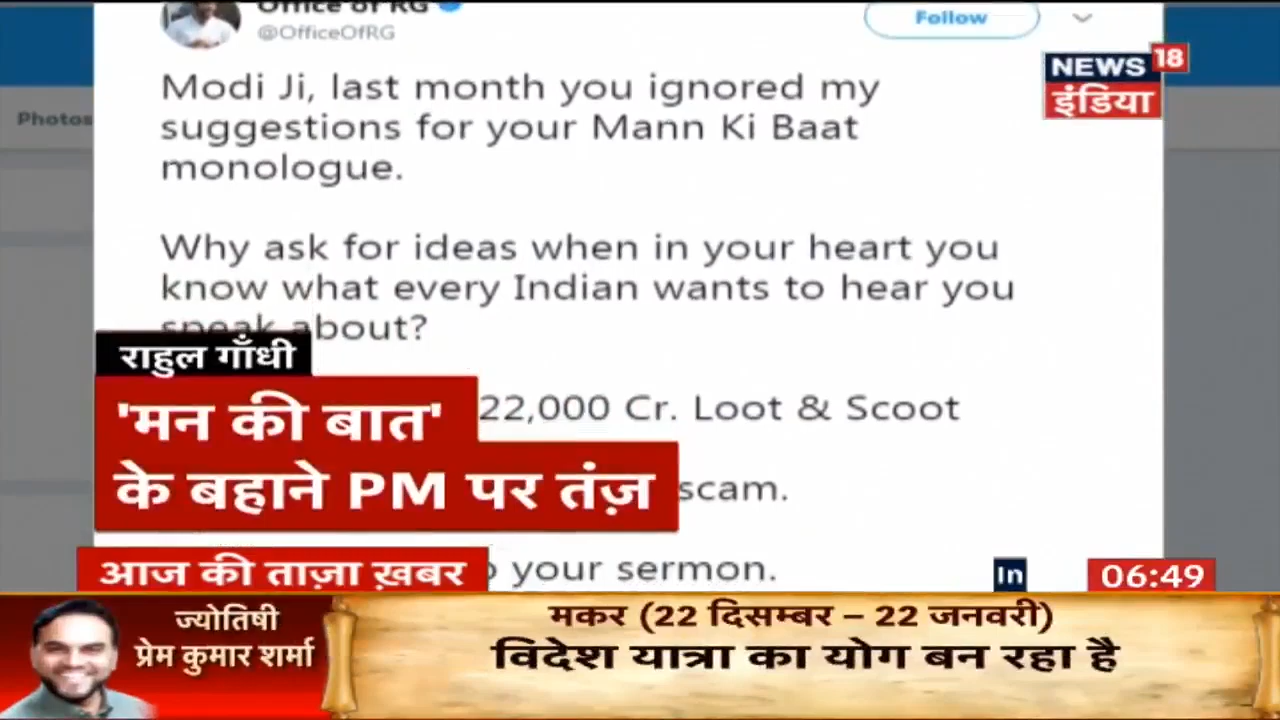 Office of RG
@OfficeOfRG
Follow
NEWS 18
इंडिया
Photos
Modi Ji, last month you ignored my
suggestions for your Mann Ki Baat
monologue.
Why ask for ideas when in your heart you
know what every Indian wants to hear you
speak about?
22,000 Cr. Loot & Scoot
scam.
your sermon.
राहुल गाँधी
'मन की बात'
के बहाने PM पर तंज़
आज की ताज़ा ख़बर
In
06:49
ज्योतिषी
प्रेम कुमार शर्मा
मकर (22 दिसम्बर – 22 जनवरी)
विदेश यात्रा का योग बन रहा है